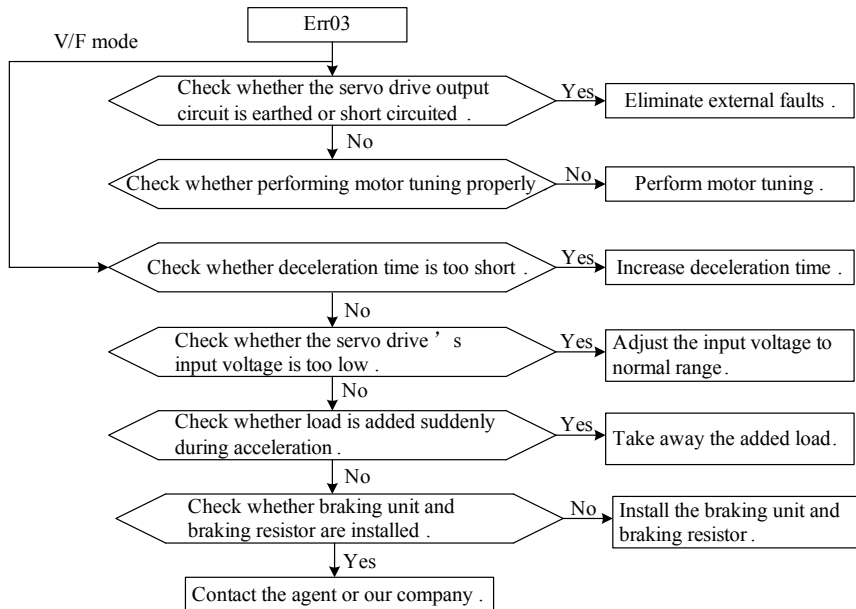 Err03
V/F mode
Check whether the servo drive output
circuit is earthed or short circuited .
Yes
Eliminate external faults .
No
Check whether performing motor tuning properly
No
Perform motor tuning .
Check whether deceleration time is too short .
Yes
Increase deceleration time .
No
Check whether the servo drive ’ s
input voltage is too low .
Yes
Adjust the input voltage to
normal range .
No
Check whether load is added suddenly
during acceleration .
Yes
Take away the added load.
No
Check whether braking unit and
braking resistor are installed .
No
Install the braking unit and
braking resistor .
Yes
Contact the agent or our company .